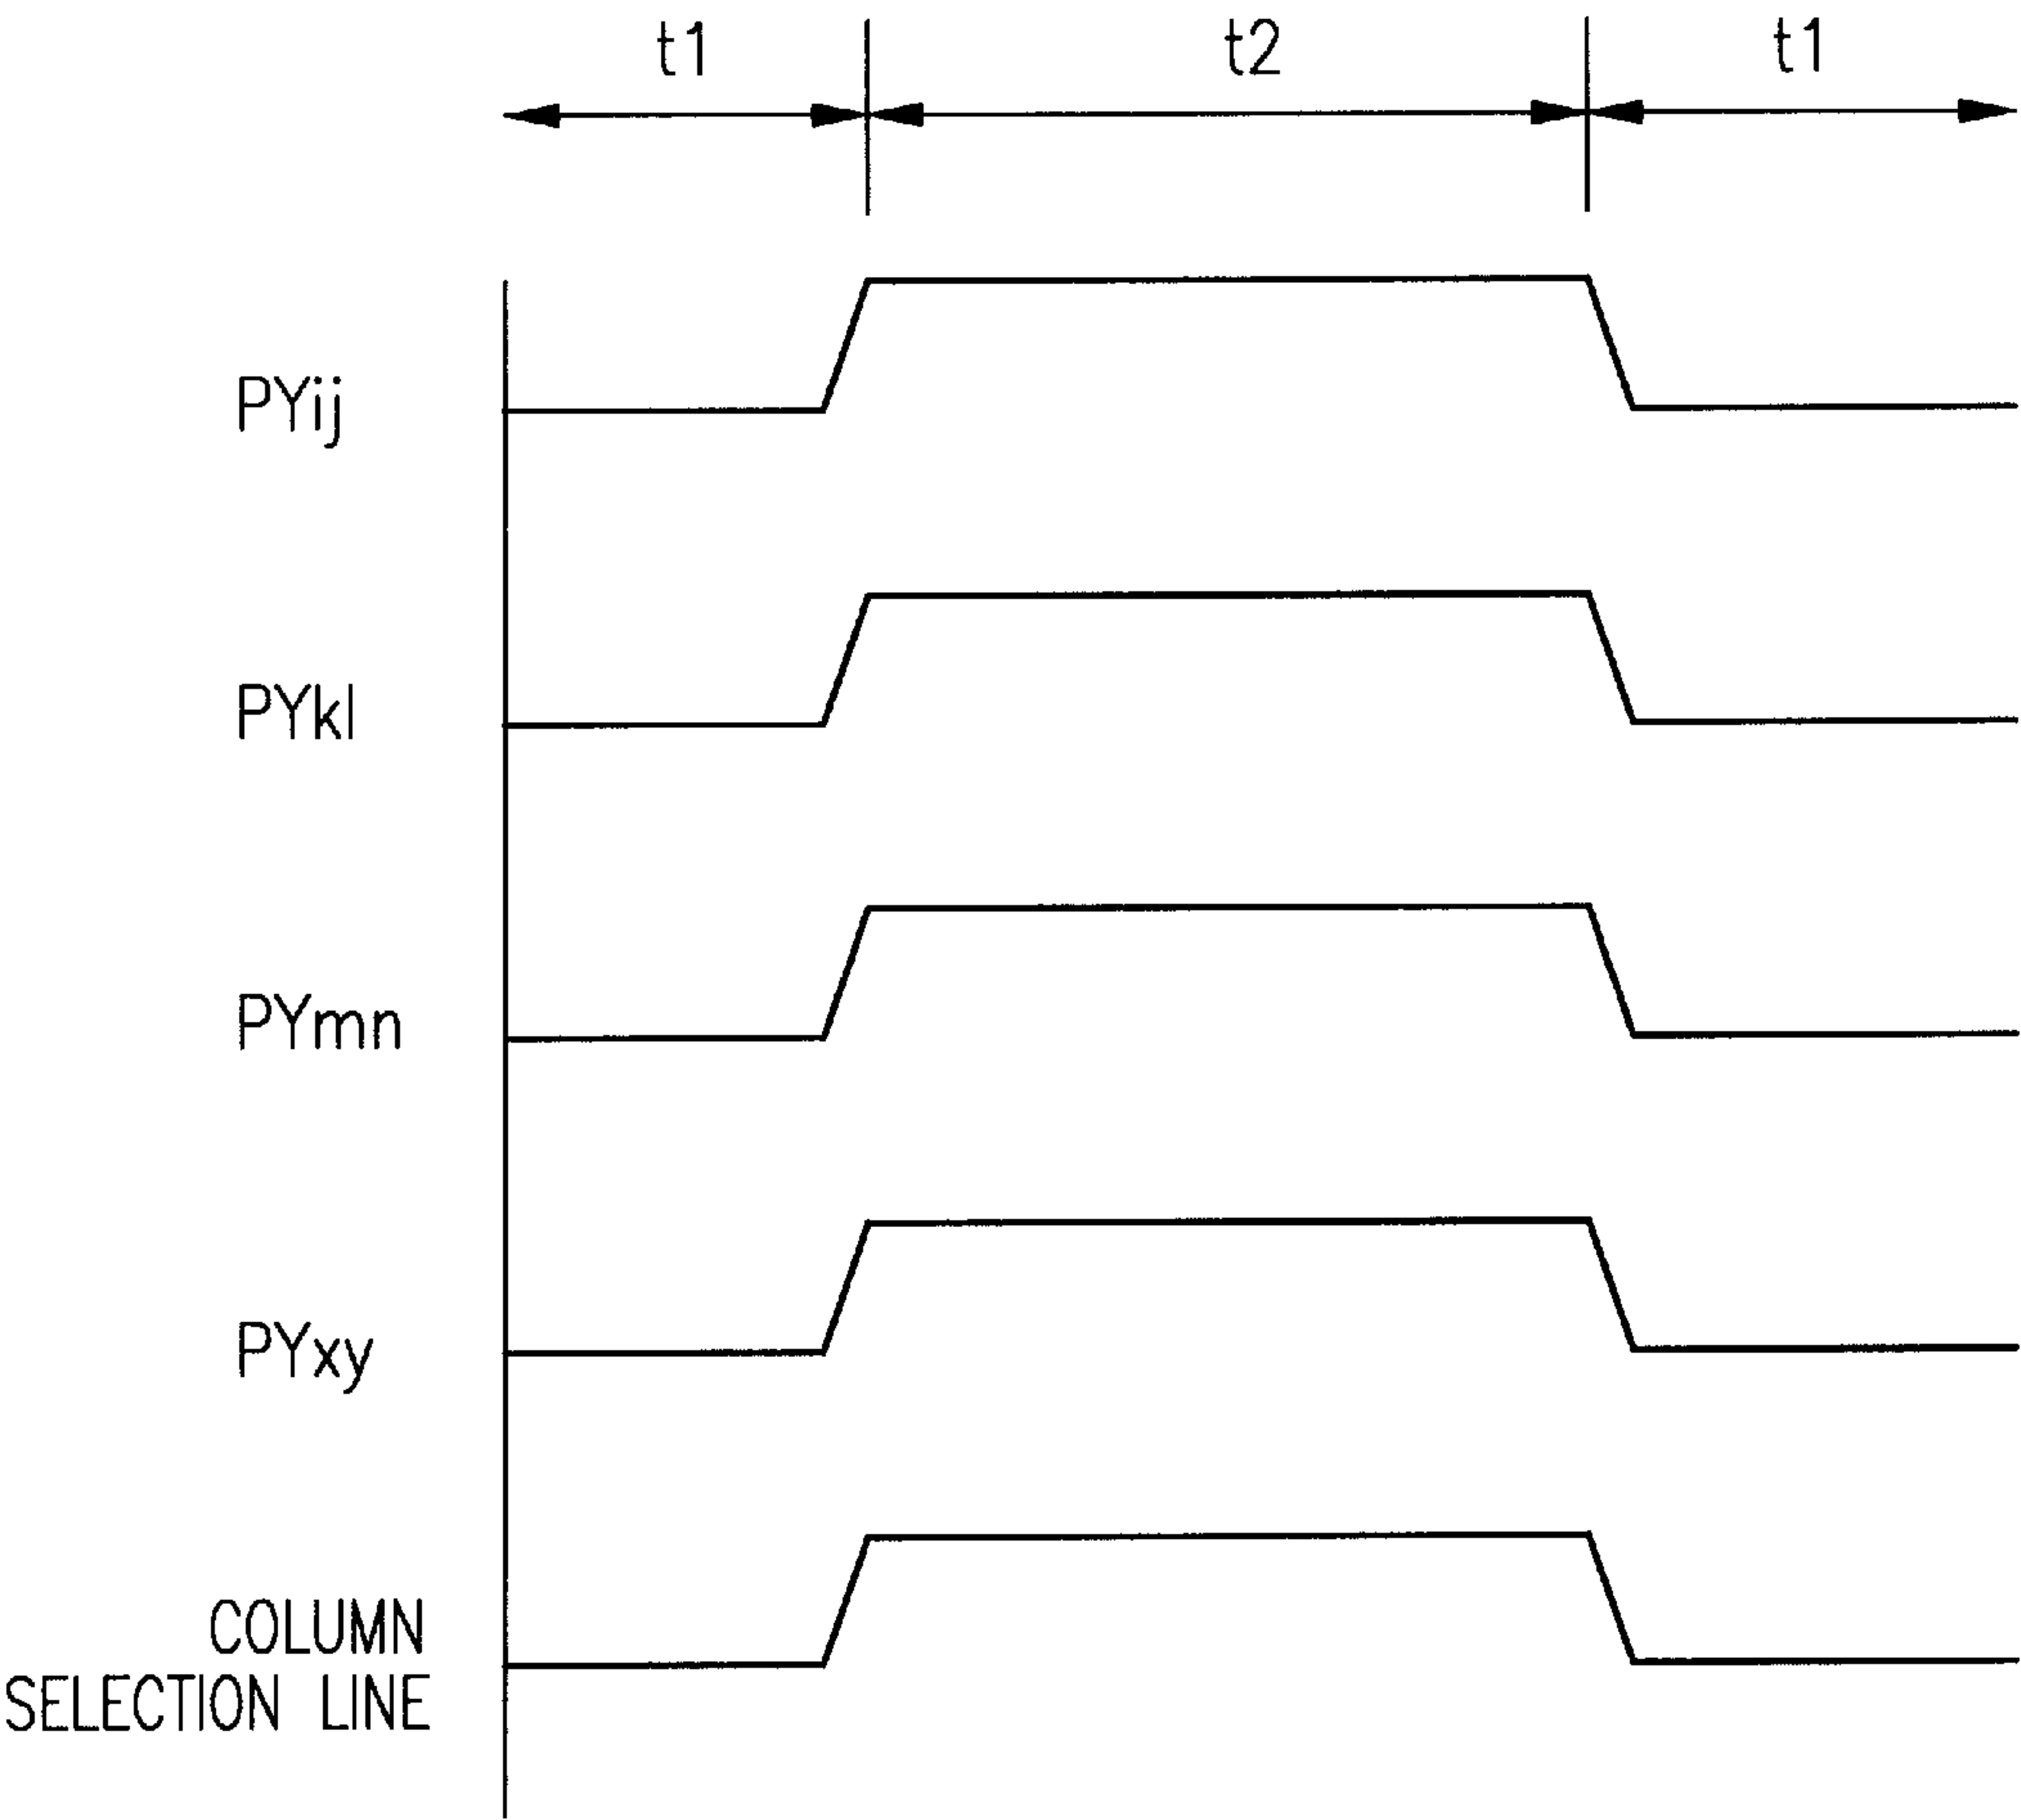 t1 t2 t1
PYij
PYkl
PYmn
PYxy
COLUMN
SELECTION LINE